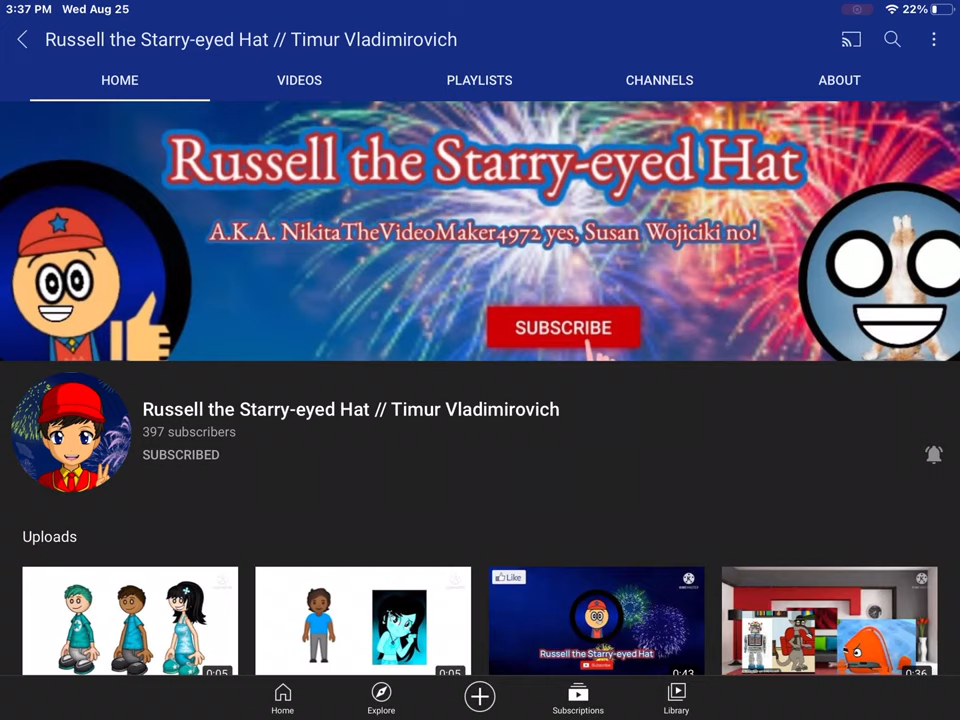 3:37 PM Wed Aug 25
22%
Russell the Starry-eyed Hat // Timur Vladimirovich
HOME VIDEOS PLAYLISTS CHANNELS ABOUT
Russell the Starry-eyed Hat
A.K.A. NikitaTheVideoMaker4972 yes, Susan Wojiciki no!
SUBSCRIBE
Russell the Starry-eyed Hat // Timur Vladimirovich
397 subscribers
SUBSCRIBED
Uploads
Like
Russell the Starry-eyed Hat
Subscribe
0:05 0:05 0:43 0:36
Home Explore Subscriptions Library